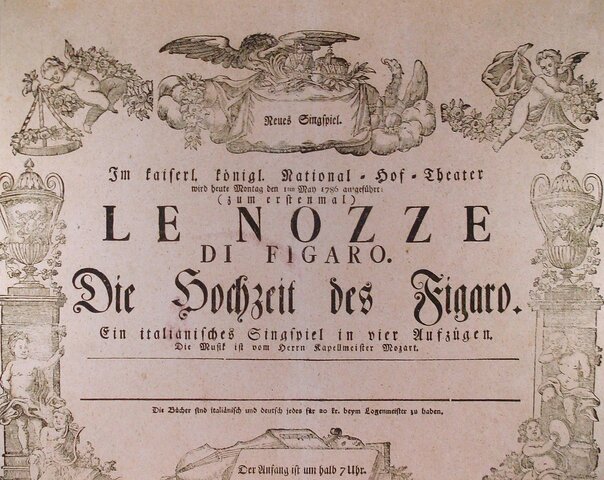 Neues Singspiel.
Im kaiserl. königl. National-Hof-Theater
wird heute Montag den 1ten May 1786 aufgeführt:
(zum erstenmal)
LE NOZZE
DI FIGARO.
Die Hochzeit des Figaro.
Ein italiänisches Singspiel in vier Aufzügen.
Die Musik ist vom Herrn Kapellmeister Mozart.
Die Bücher sind italiänisch und deutsch jedes für 20 kr. beym Logenmeister zu haben.
Der Anfang ist um halb 7 Uhr.